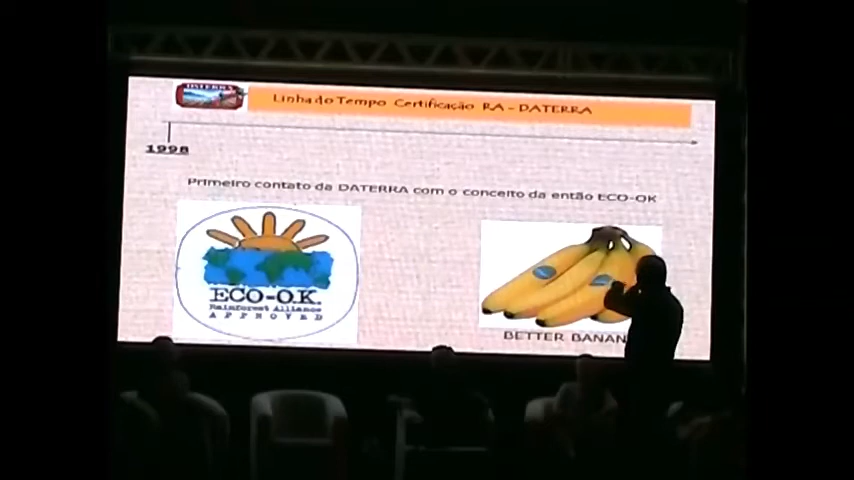 DATERRA
Linha do Tempo Certificação RA - DATERRA
1998
Primeiro contato da DATERRA com o conceito da então ECO-OK
ECO-O.K.
Rainforest Alliance
APPROVED
BETTER BANAN